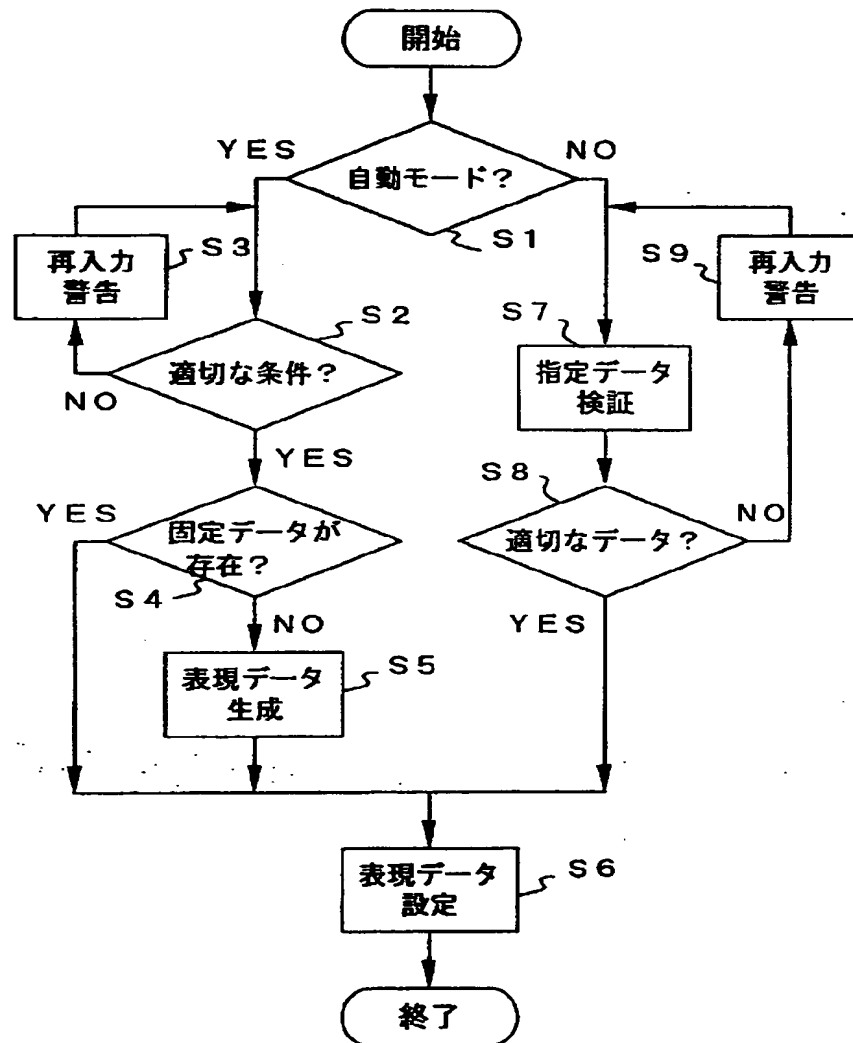 開始
YES
NO
自動モード?
S1
再入力
警告
S3
S9
再入力
警告
S2
S7
適切な条件?
指定データ
検証
NO
YES
S8
YES
NO
固定データが
存在?
適切なデータ?
S4
NO
YES
表現データ
生成
S5
表現データ
設定
S6
終了